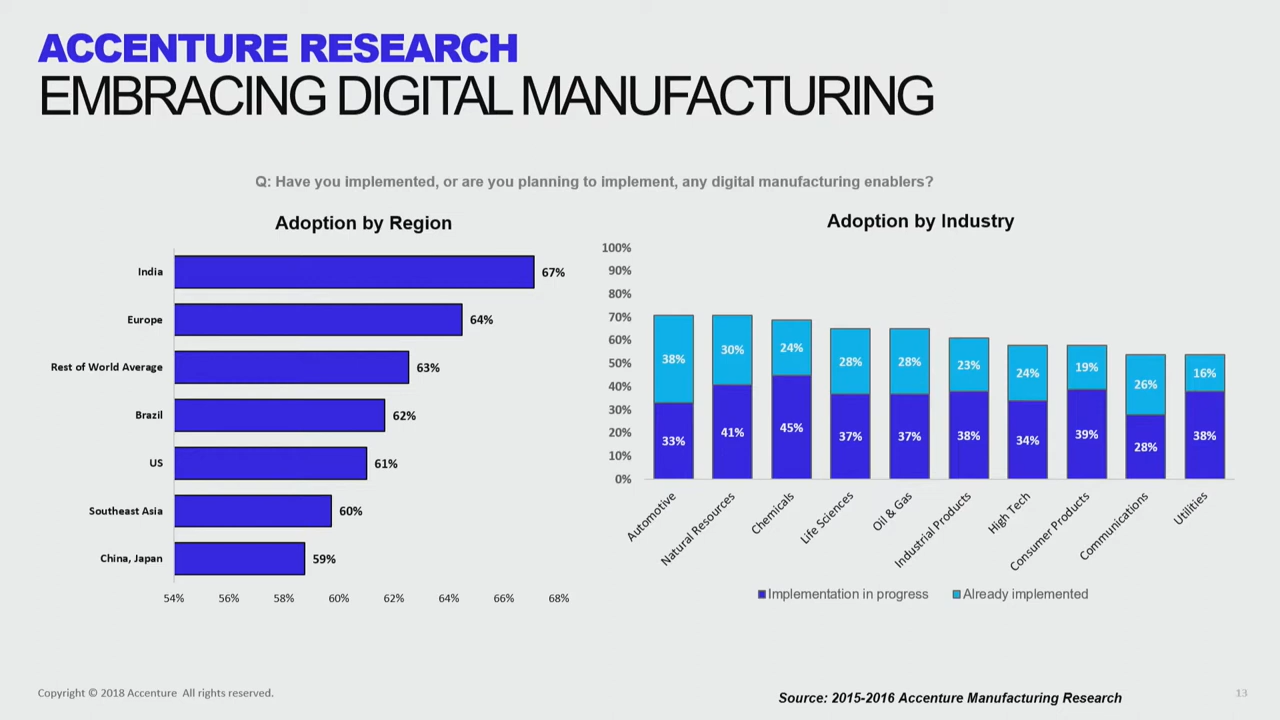 ACCENTURE RESEARCH
EMBRACING DIGITAL MANUFACTURING
Q: Have you implemented, or are you planning to implement, any digital manufacturing enablers?
Adoption by Region
India
67%
Europe
64%
Rest of World Average
63%
Brazil
62%
US
61%
Southeast Asia
60%
China, Japan
59%
54% 56% 58% 60% 62% 64% 66% 68%
Adoption by Industry
100%
90%
80%
70%
60%
50%
40%
30%
20%
10%
0%
38% 30% 24% 28% 28% 23% 24% 19% 26% 16%
33% 41% 45% 37% 37% 38% 34% 39% 28% 38%
Automotive
Natural Resources
Chemicals
Life Sciences
Oil & Gas
Industrial Products
High Tech
Consumer Products
Communications
Utilities
Implementation in progress Already implemented
Copyright © 2018 Accenture All rights reserved.
Source: 2015-2016 Accenture Manufacturing Research
13